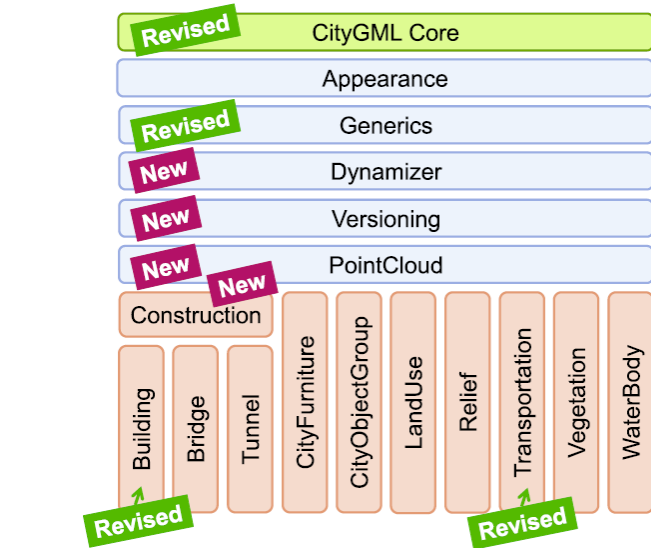 Revised
CityGML Core
Appearance
Revised
Generics
New
Dynamizer
New
Versioning
New
PointCloud
New
Construction
Building
Bridge
Tunnel
CityFurniture
CityObjectGroup
LandUse
Relief
Transportation
Vegetation
WaterBody
Revised
Revised